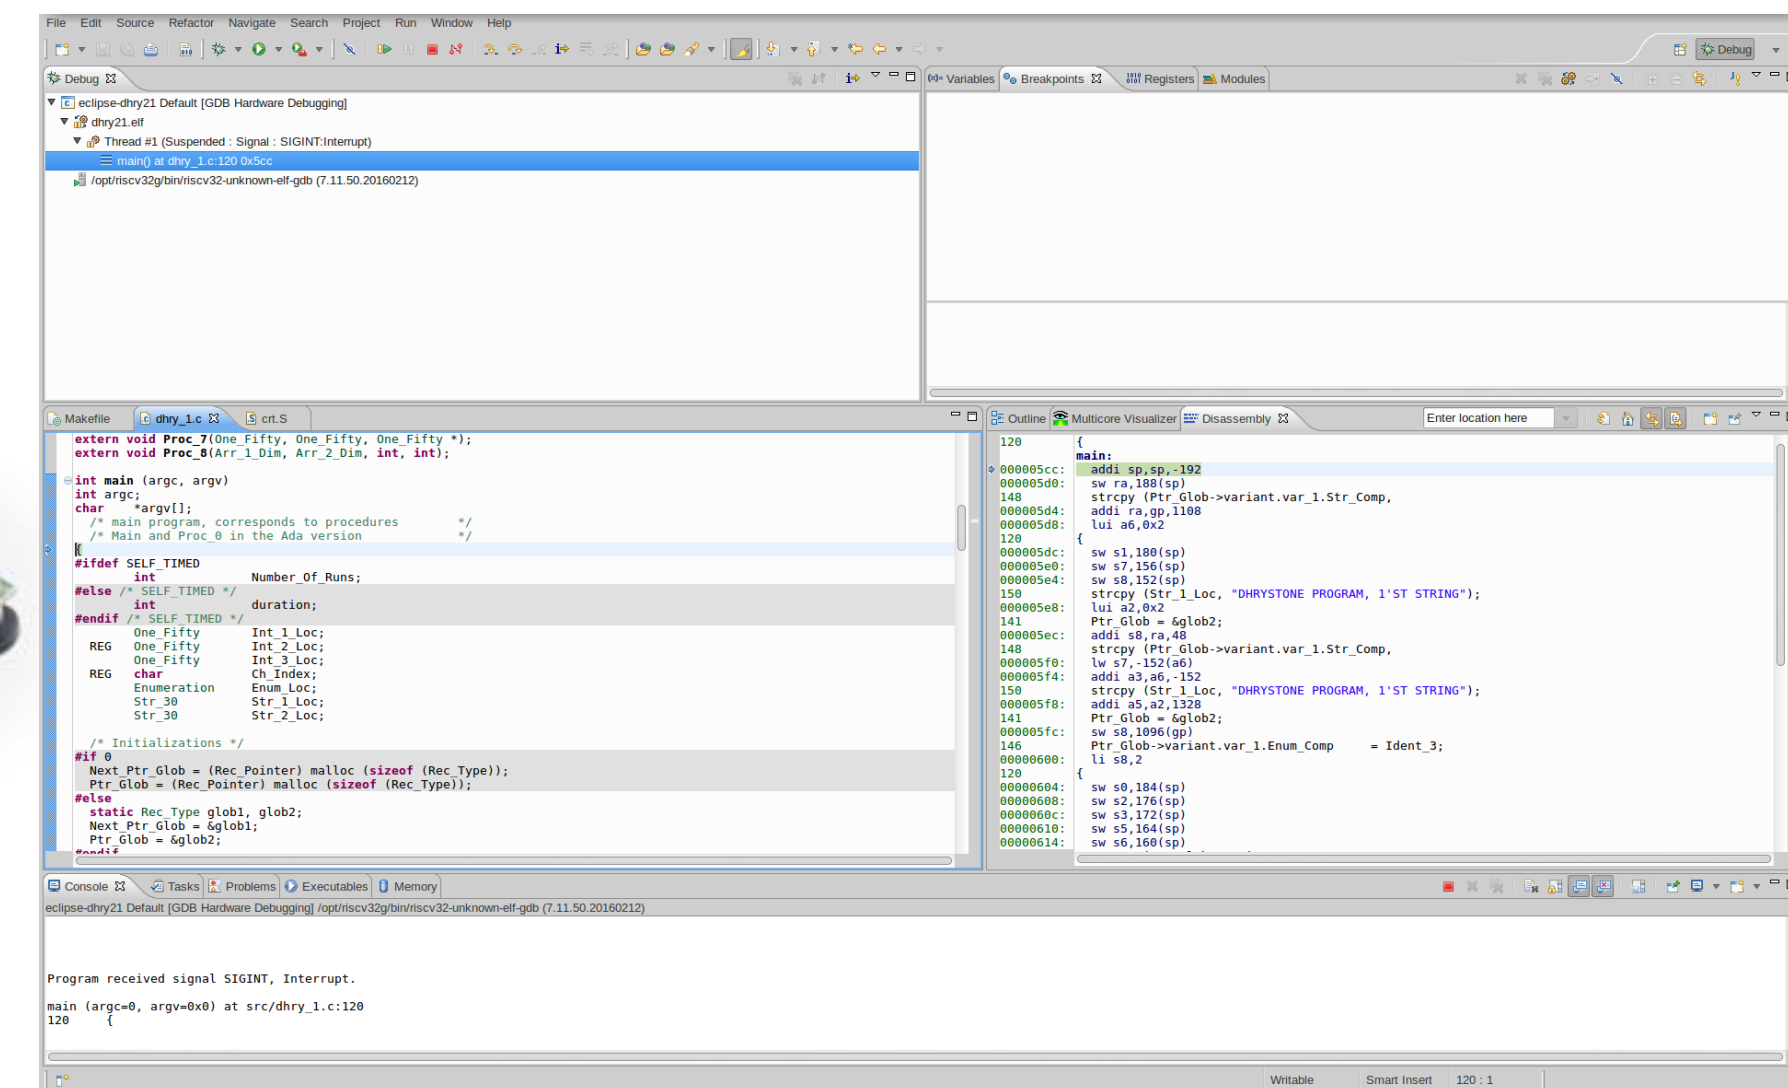 File Edit Source Refactor Navigate Search Project Run Window Help
Debug
Debug
eclipse-dhry21 Default [GDB Hardware Debugging]
dhry21.elf
Thread #1 (Suspended : Signal : SIGINT:Interrupt)
main() at dhry_1.c:120 0x5cc
/opt/riscv32g/bin/riscv32-unknown-elf-gdb (7.11.50.20160212)
Variables Breakpoints Registers Modules
Makefile dhry_1.c crt.S
extern void Proc_7(One_Fifty, One_Fifty, One_Fifty *);
extern void Proc_8(Arr_1_Dim, Arr_2_Dim, int, int);
int main (argc, argv)
int argc;
char    *argv[];
/* main program, corresponds to procedures        */
/* Main and Proc_0 in the Ada version             */
{
#ifdef SELF_TIMED
int             Number_Of_Runs;
#else /* SELF_TIMED */
int             duration;
#endif /* SELF_TIMED */
One_Fifty       Int_1_Loc;
REG   One_Fifty       Int_2_Loc;
One_Fifty       Int_3_Loc;
REG   char            Ch_Index;
Enumeration     Enum_Loc;
Str_30          Str_1_Loc;
Str_30          Str_2_Loc;
/* Initializations */
#if 0
Next_Ptr_Glob = (Rec_Pointer) malloc (sizeof (Rec_Type));
Ptr_Glob = (Rec_Pointer) malloc (sizeof (Rec_Type));
#else
static Rec_Type glob1, glob2;
Next_Ptr_Glob = &glob1;
Ptr_Glob = &glob2;
#endif
Outline Multicore Visualizer Disassembly Enter location here
120 {
main:
000005cc: addi sp,sp,-192
000005d0: sw ra,188(sp)
148 strcpy (Ptr_Glob->variant.var_1.Str_Comp,
000005d4: addi ra,gp,1108
000005d8: lui a6,0x2
120 {
000005dc: sw s1,180(sp)
000005e0: sw s7,156(sp)
000005e4: sw s8,152(sp)
150 strcpy (Str_1_Loc, "DHRYSTONE PROGRAM, 1'ST STRING");
000005e8: lui a2,0x2
141 Ptr_Glob = &glob2;
000005ec: addi s8,ra,48
148 strcpy (Ptr_Glob->variant.var_1.Str_Comp,
000005f0: lw s7,-152(a6)
000005f4: addi a3,a6,-152
150 strcpy (Str_1_Loc, "DHRYSTONE PROGRAM, 1'ST STRING");
000005f8: addi a5,a2,1328
141 Ptr_Glob = &glob2;
000005fc: sw s8,1096(gp)
146 Ptr_Glob->variant.var_1.Enum_Comp     = Ident_3;
00000600: li s8,2
120 {
00000604: sw s0,184(sp)
00000608: sw s2,176(sp)
0000060c: sw s3,172(sp)
00000610: sw s5,164(sp)
00000614: sw s6,160(sp)
Console Tasks Problems Executables Memory
eclipse-dhry21 Default [GDB Hardware Debugging] /opt/riscv32g/bin/riscv32-unknown-elf-gdb (7.11.50.20160212)
Program received signal SIGINT, Interrupt.
main (argc=0, argv=0x0) at src/dhry_1.c:120
120     {
Writable Smart Insert 120 : 1